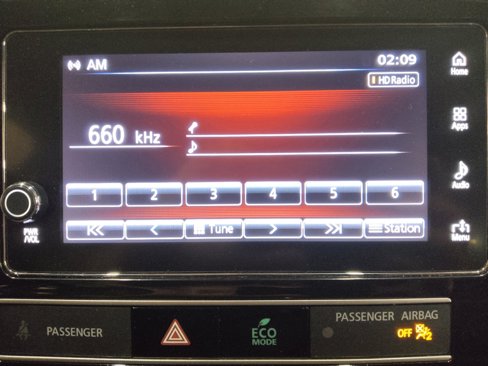 AM 02:09
HD Radio
Home
660 kHz
Apps
Audio
1 2 3 4 5 6
PWR
/VOL
Tune Station
Menu
PASSENGER
ECO
MODE
PASSENGER AIRBAG
OFF 2